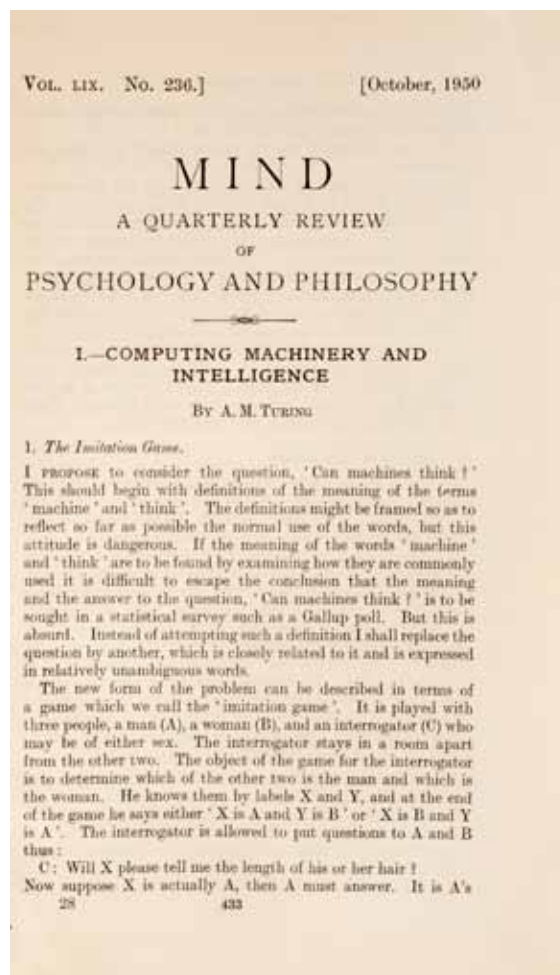 VOL. LIX. No. 236.] [October, 1950
MIND
A QUARTERLY REVIEW
OF
PSYCHOLOGY AND PHILOSOPHY
I.—COMPUTING MACHINERY AND
INTELLIGENCE
BY A. M. TURING
1. The Imitation Game.
I PROPOSE to consider the question, ‘Can machines think ?’
This should begin with definitions of the meaning of the terms
‘machine’ and ‘think’. The definitions might be framed so as to
reflect so far as possible the normal use of the words, but this
attitude is dangerous. If the meaning of the words ‘machine’
and ‘think’ are to be found by examining how they are commonly
used it is difficult to escape the conclusion that the meaning
and the answer to the question, ‘Can machines think ?’ is to be
sought in a statistical survey such as a Gallup poll. But this is
absurd. Instead of attempting such a definition I shall replace the
question by another, which is closely related to it and is expressed
in relatively unambiguous words.
The new form of the problem can be described in terms of
a game which we call the ‘imitation game’. It is played with
three people, a man (A), a woman (B), and an interrogator (C) who
may be of either sex. The interrogator stays in a room apart
from the other two. The object of the game for the interrogator
is to determine which of the other two is the man and which is
the woman. He knows them by labels X and Y, and at the end
of the game he says either ‘X is A and Y is B’ or ‘X is B and Y
is A’. The interrogator is allowed to put questions to A and B
thus :
C : Will X please tell me the length of his or her hair ?
Now suppose X is actually A, then A must answer. It is A's
28 433